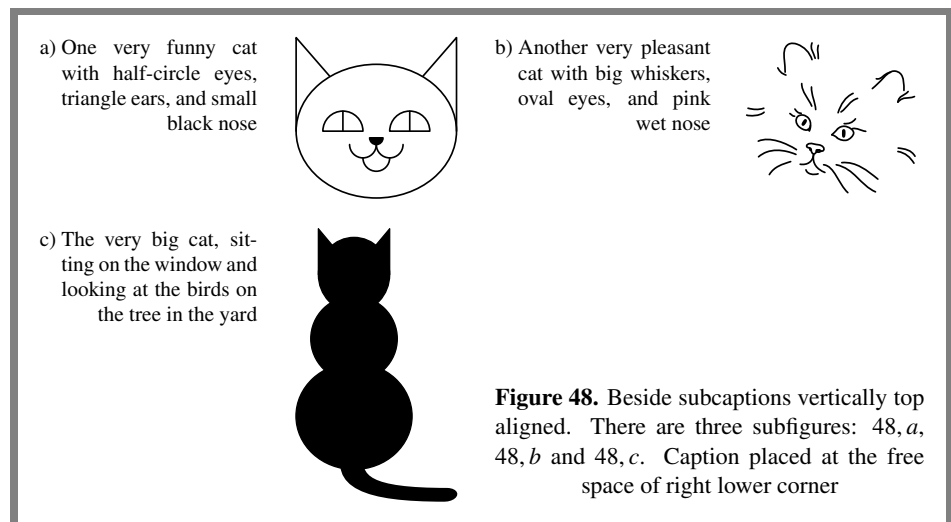 a) One very funny cat
with half-circle eyes,
triangle ears, and small
black nose
b) Another very pleasant
cat with big whiskers,
oval eyes, and pink
wet nose
c) The very big cat, sit-
ting on the window and
looking at the birds on
the tree in the yard
Figure 48. Beside subcaptions vertically top
aligned. There are three subfigures: 48, a,
48, b and 48, c. Caption placed at the free
space of right lower corner